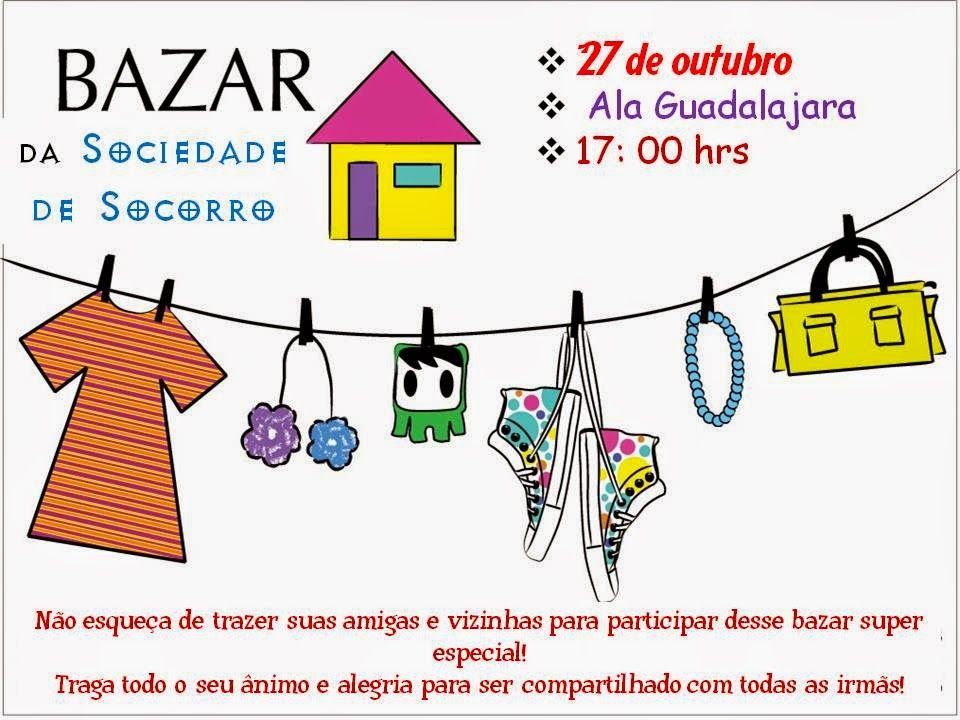 BAZAR
DA SOCIEDADE
DE SOCORRO
❖ 27 de outubro
❖ Ala Guadalajara
❖ 17: 00 hrs
Não esqueça de trazer suas amigas e vizinhas para participar desse bazar super
especial!
Traga todo o seu ânimo e alegria para ser compartilhado com todas as irmãs!